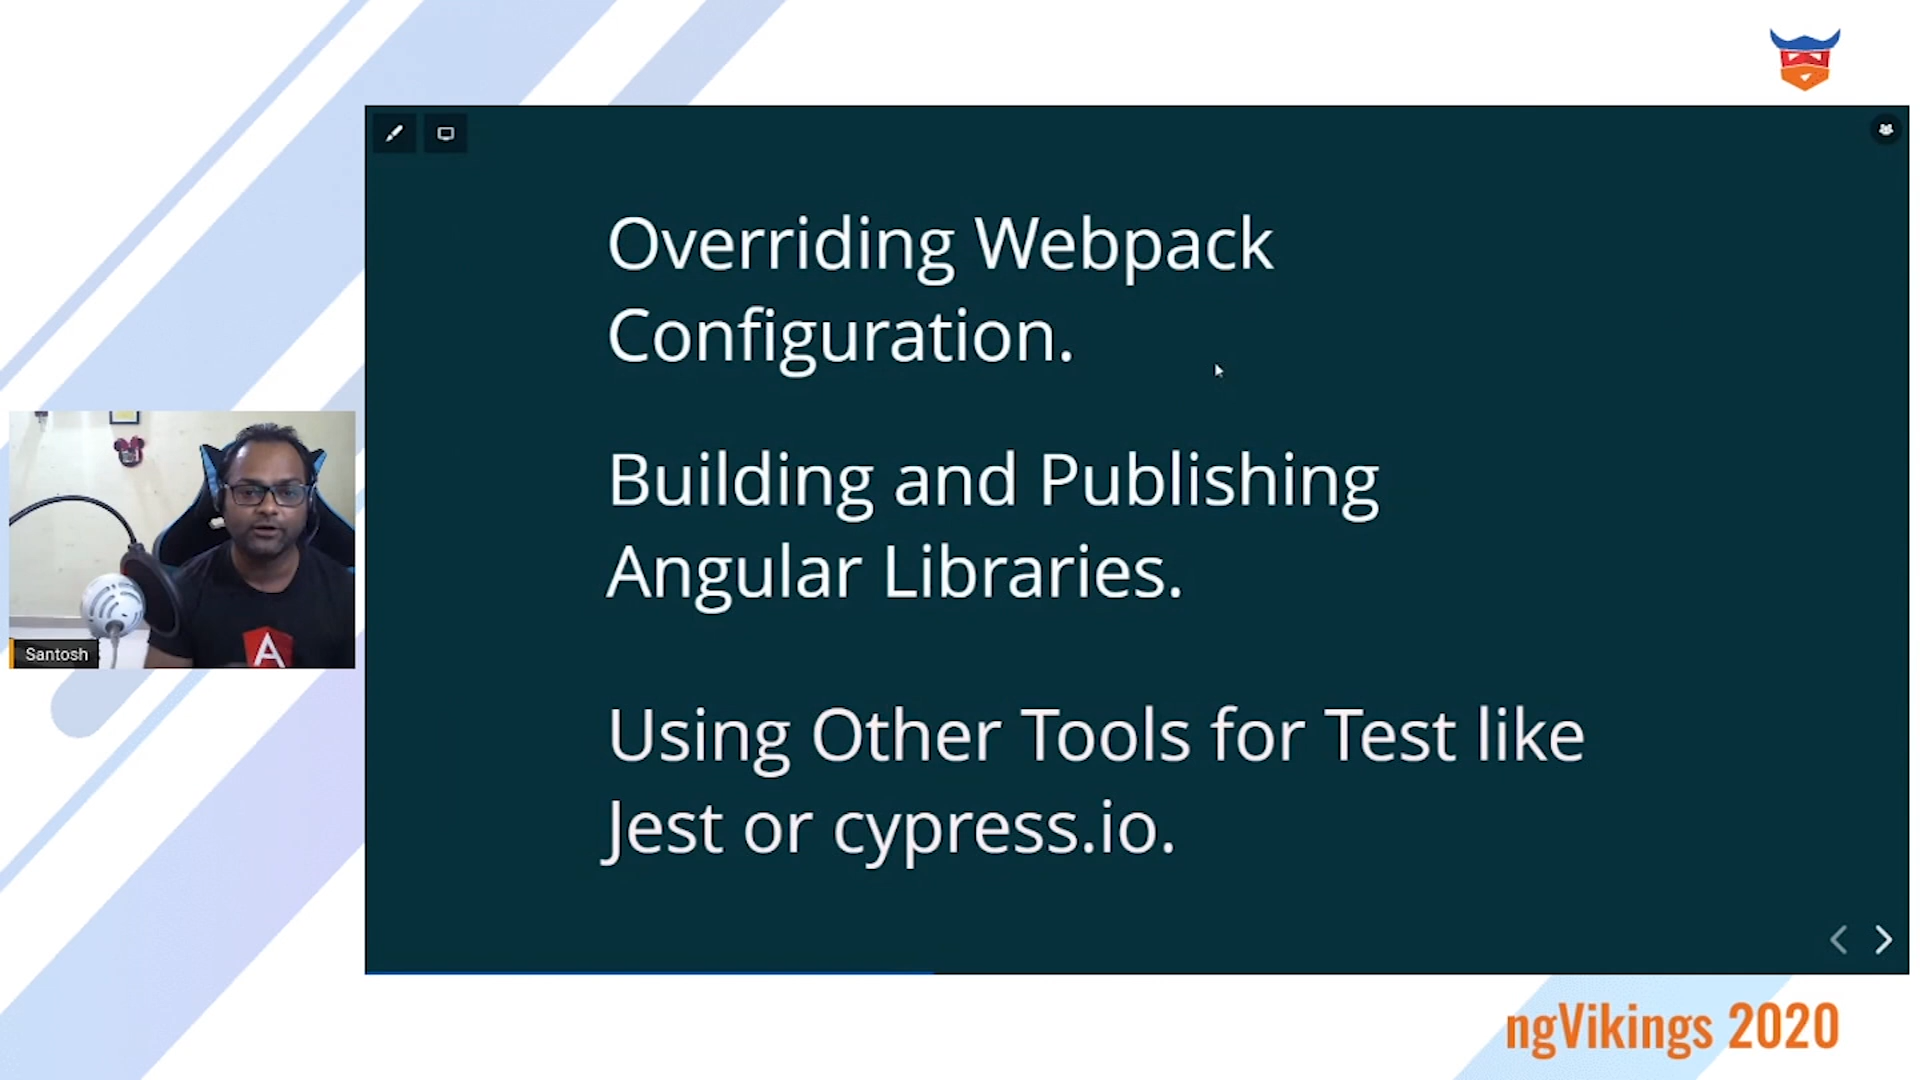 Overriding Webpack
Configuration.
Building and Publishing
Angular Libraries.
Using Other Tools for Test like
Jest or cypress.io.
Santosh
A
ngVikings 2020